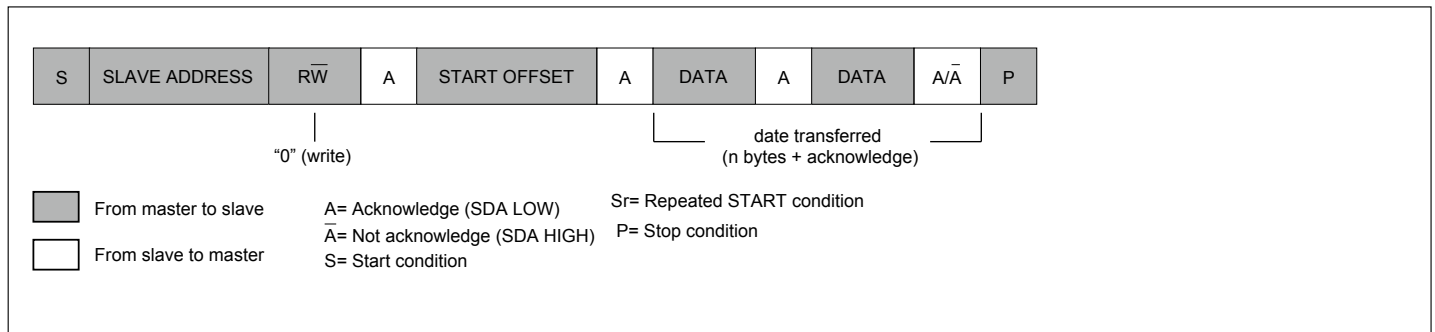 S SLAVE ADDRESS RW̅ A START OFFSET A DATA A DATA A/A̅ P
“0” (write)
date transferred
(n bytes + acknowledge)
From master to slave
From slave to master
A= Acknowledge (SDA LOW)
A̅= Not acknowledge (SDA HIGH)
S= Start condition
Sr= Repeated START condition
P= Stop condition